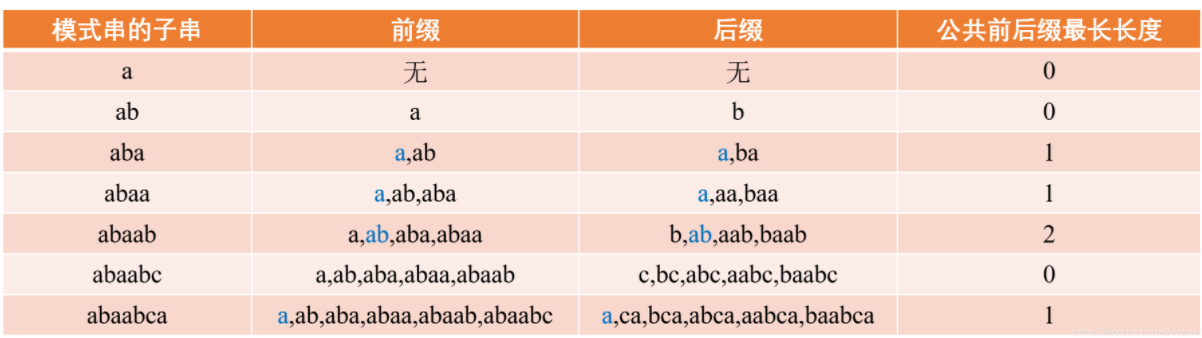 模式串的子串 前缀 后缀 公共前后缀最长长度
a 无 无 0
ab a b 0
aba a,ab a,ba 1
abaa a,ab,aba a,aa,baa 1
abaab a,ab,aba,abaa b,ab,aab,baab 2
abaabc a,ab,aba,abaa,abaab c,bc,abc,aabc,baabc 0
abaabca a,ab,aba,abaa,abaab,abaabc a,ca,bca,abca,aabca,baabca 1